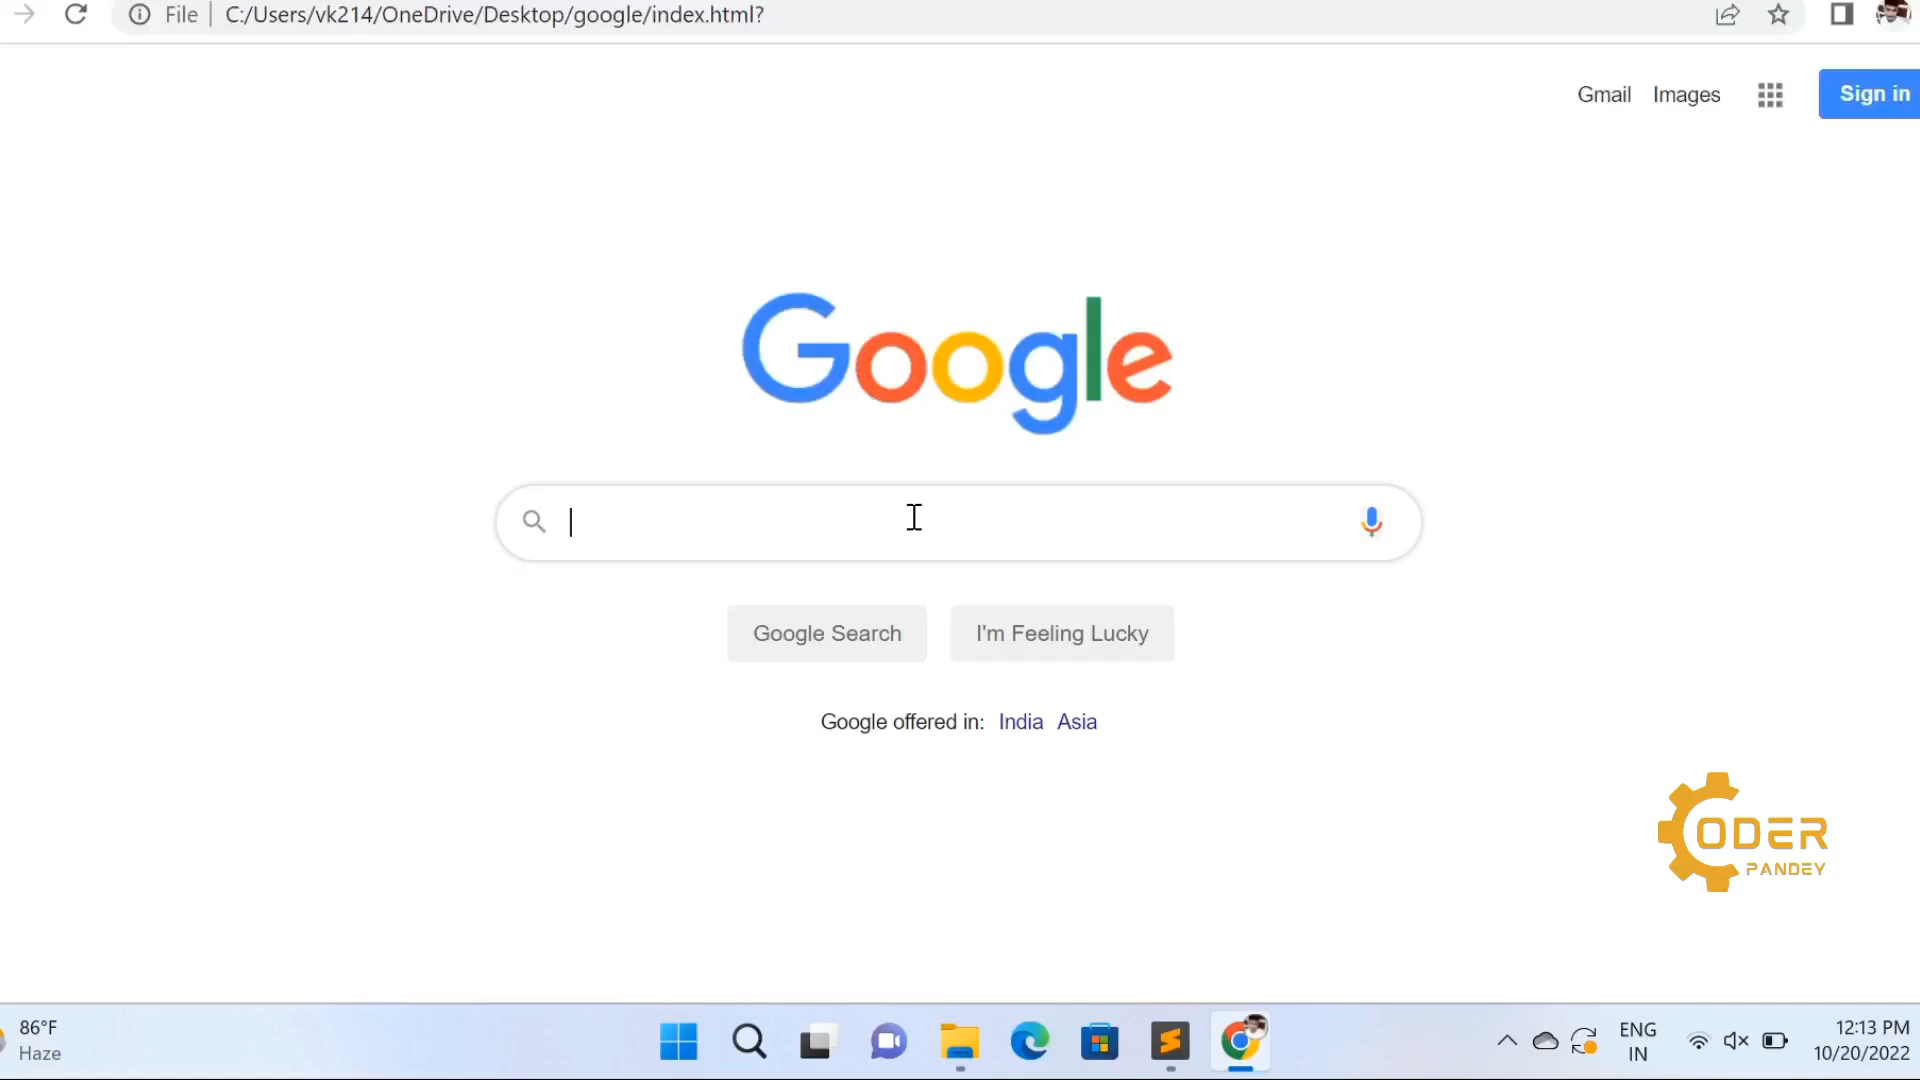 File C:/Users/vk214/OneDrive/Desktop/google/index.html?
Gmail Images Sign in
Google
Google Search I'm Feeling Lucky
Google offered in: India Asia
CODER
PANDEY
86°F
Haze
ENG
IN
12:13 PM
10/20/2022